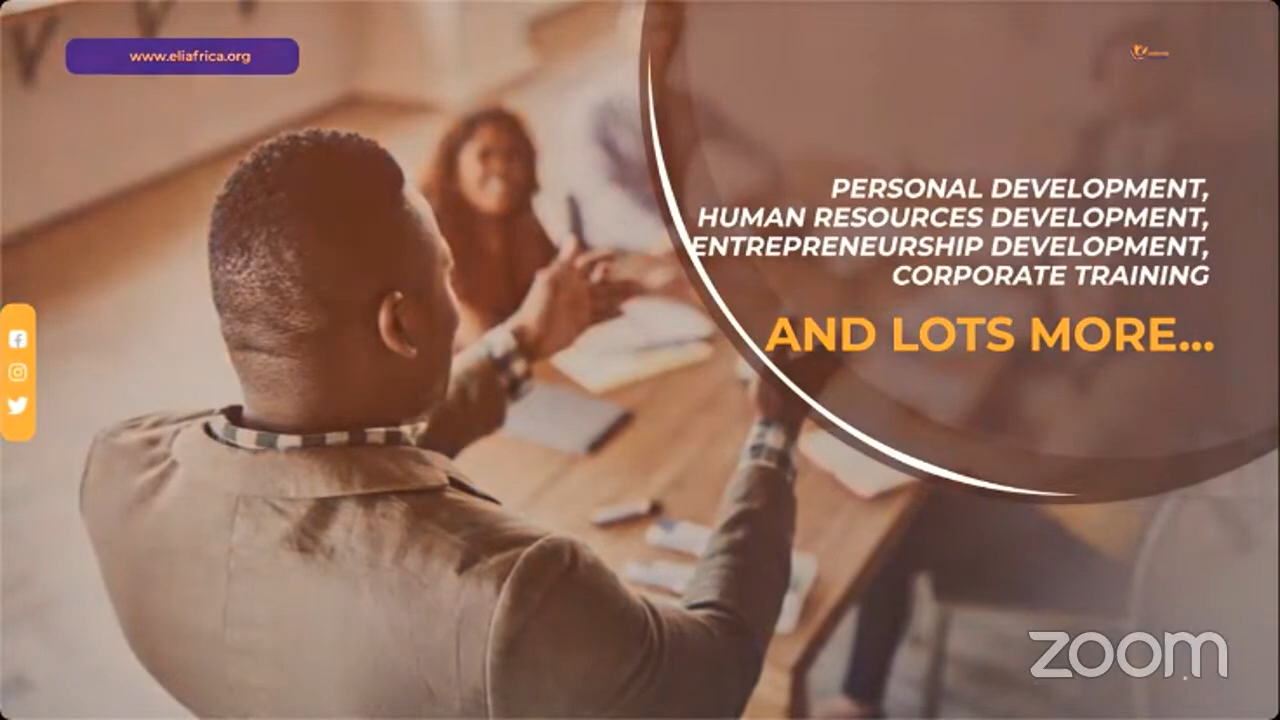 www.eliafrica.org
PERSONAL DEVELOPMENT,
HUMAN RESOURCES DEVELOPMENT,
ENTREPRENEURSHIP DEVELOPMENT,
CORPORATE TRAINING
AND LOTS MORE...
zoom